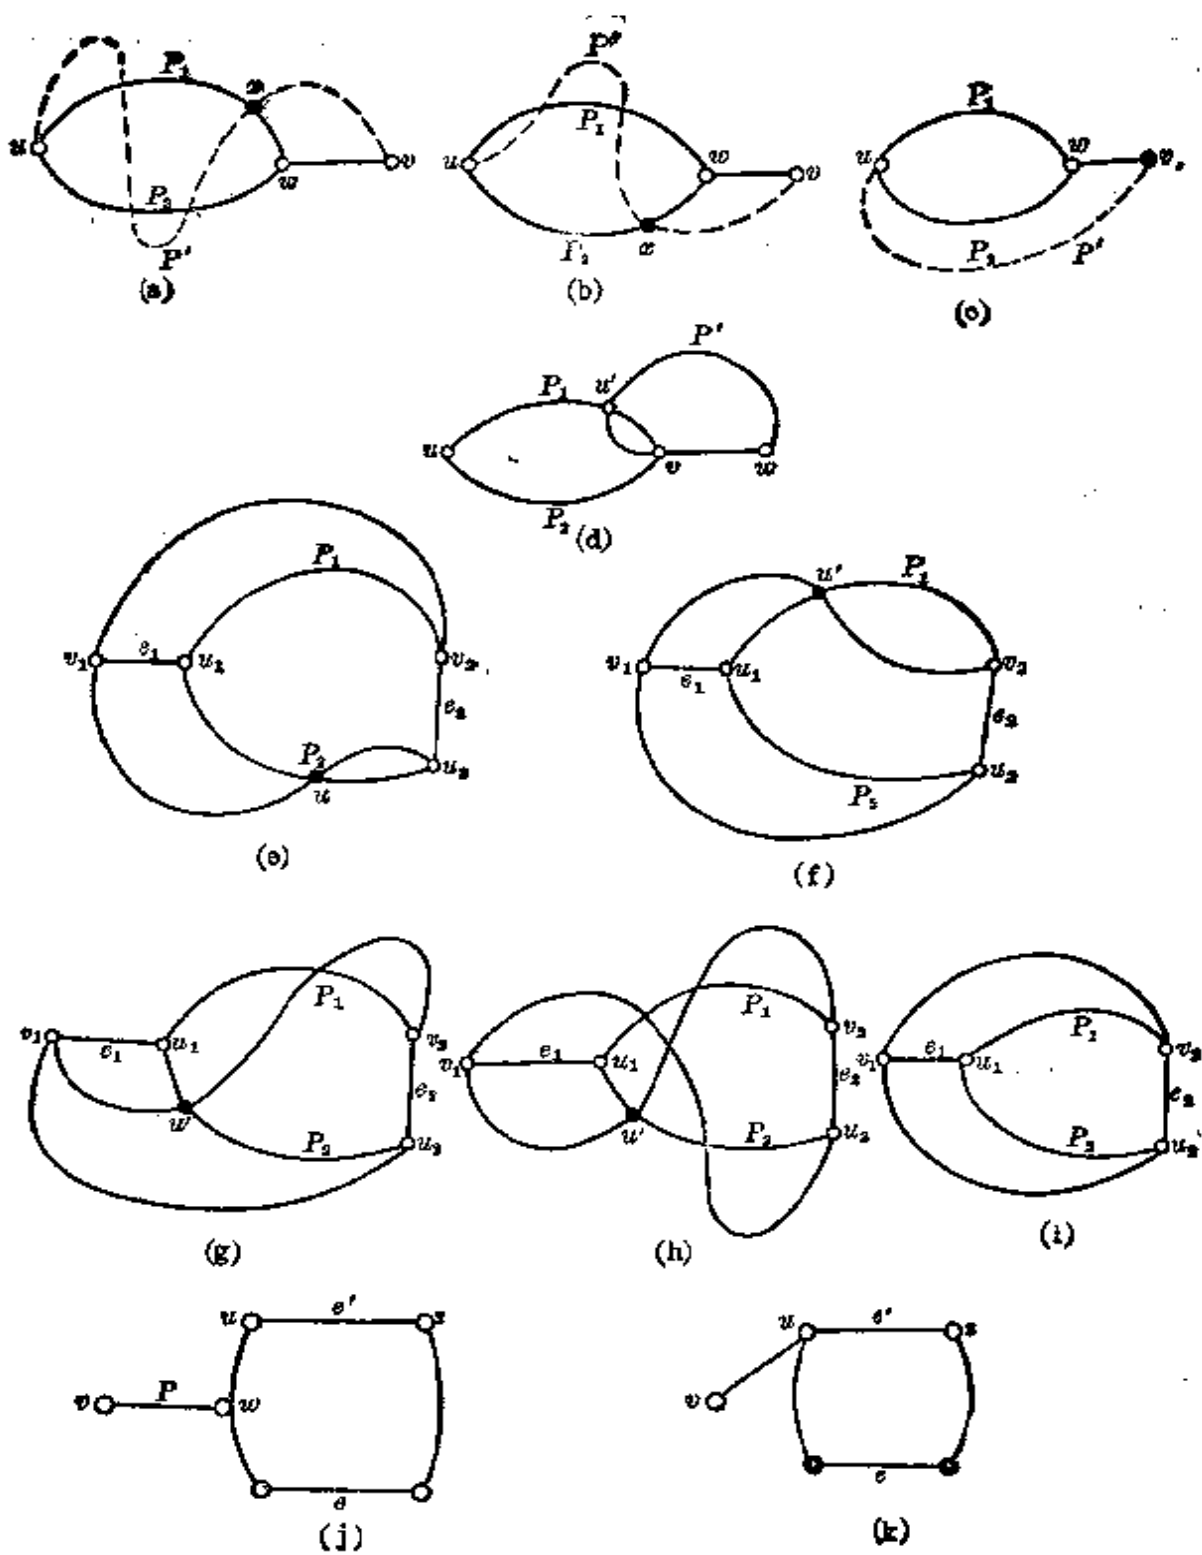 P₁ x u w v P₂ P′
(a)
P″ P₁ u w v P₂ x
(b)
P₁ u w v. P₂ P′
(c)
P′ P₁ u′ u v w P₂
(d)
P₁ v₁ e₁ u₁ v₂ e₂ P₂ u u₂
(e)
u′ P₁ v₁ e₁ u₁ v₂ e₂ u₂ P₂
(f)
P₁ v₁ e₁ u₁ v₂ e₂ u′ P₂ u₂
(g)
P₁ v₁ e₁ u₁ v₂ e₂ u′ P₂ u₂
(h)
P₁ v₁ e₁ u₁ v₂ e₂ P₂ u₂
(i)
u e′ z
v P w
e
(j)
u e′ z
v
e
(k)